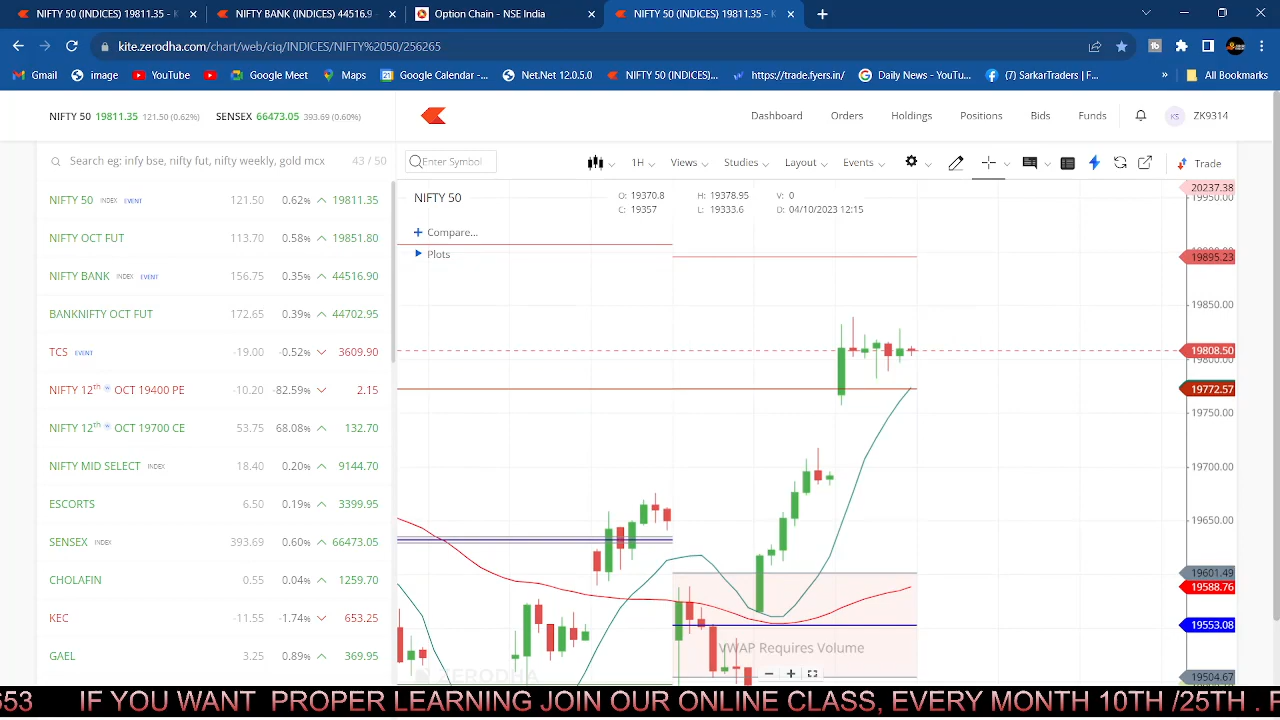 NIFTY 50 (INDICES) 19811.35 - K
NIFTY BANK (INDICES) 44516.9
Option Chain - NSE India
NIFTY 50 (INDICES) 19811.35 - K
kite.zerodha.com/chart/web/ciq/INDICES/NIFTY%2050/256265
Gmail
image
YouTube
Google Meet
Maps
Google Calendar -...
Net.Net 12.0.5.0
NIFTY 50 (INDICES)...
https://trade.fyers.in/
Daily News - YouTu...
(7) SarkarTraders | F...
»
All Bookmarks
NIFTY 50 19811.35 121.50 (0.62%) SENSEX 66473.05 393.69 (0.60%)
Dashboard Orders Holdings Positions Bids Funds KS ZK9314
Search eg: infy bse, nifty fut, nifty weekly, gold mcx 43 / 50
Enter Symbol 1H Views Studies Layout Events Trade
NIFTY 50 INDEX EVENT 121.50 0.62% 19811.35
NIFTY OCT FUT 113.70 0.58% 19851.80
NIFTY BANK INDEX EVENT 156.75 0.35% 44516.90
BANKNIFTY OCT FUT 172.65 0.39% 44702.95
TCS EVENT -19.00 -0.52% 3609.90
NIFTY 12th w OCT 19400 PE -10.20 -82.59% 2.15
NIFTY 12th w OCT 19700 CE 53.75 68.08% 132.70
NIFTY MID SELECT INDEX 18.40 0.20% 9144.70
ESCORTS 6.50 0.19% 3399.95
SENSEX INDEX 393.69 0.60% 66473.05
CHOLAFIN 0.55 0.04% 1259.70
KEC -11.55 -1.74% 653.25
GAEL 3.25 0.89% 369.95
NIFTY 50
O: 19370.8 H: 19378.95 V: 0
C: 19357 L: 19333.6 D: 04/10/2023 12:15
+ Compare...
Plots
20237.38
19950.00
19895.23
19850.00
19808.50
19800.00
19772.57
19750.00
19700.00
19650.00
19601.49
19588.76
19553.08
19504.67
VWAP Requires Volume
ZERODHA
653 IF YOU WANT PROPER LEARNING JOIN OUR ONLINE CLASS, EVERY MONTH 10TH /25TH . F